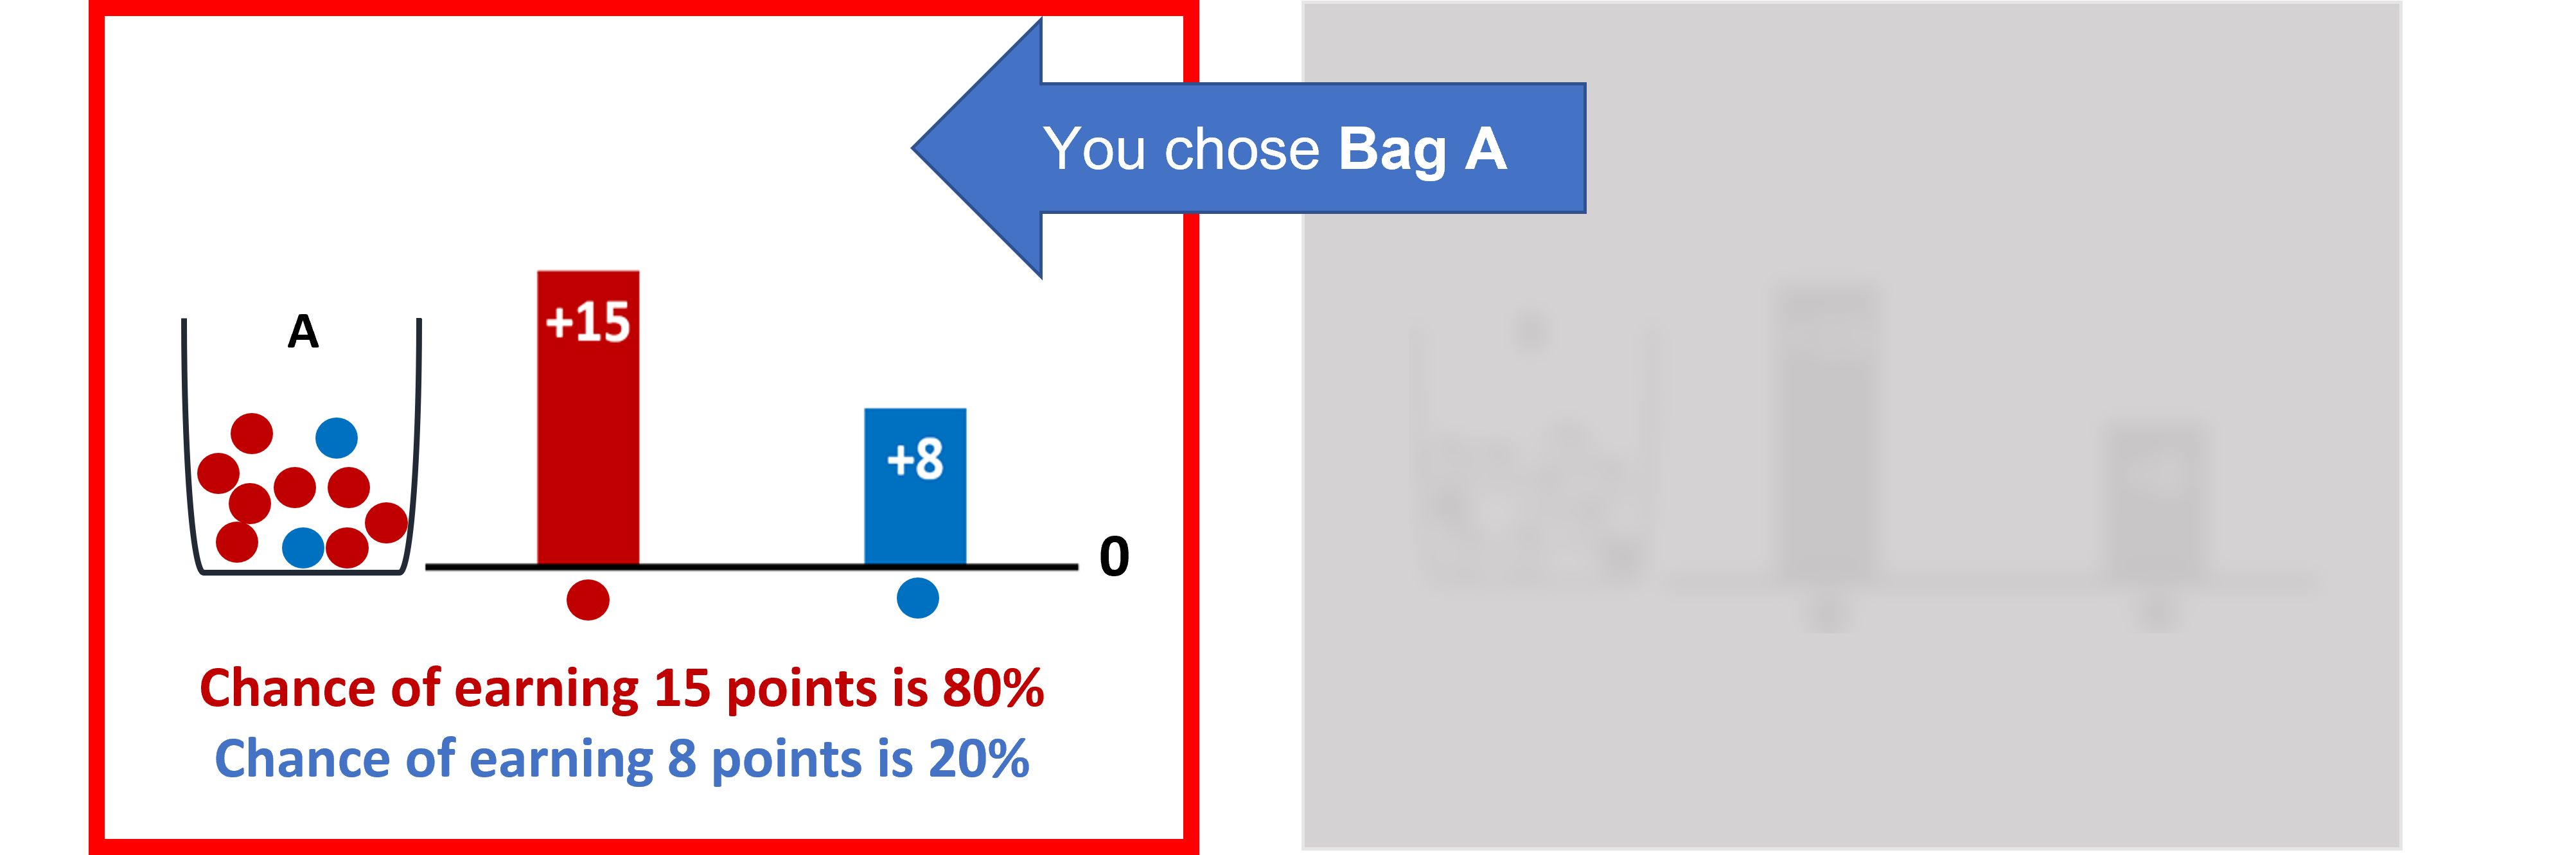 You chose Bag A
A
+15
+8
0
Chance of earning 15 points is 80%
Chance of earning 8 points is 20%